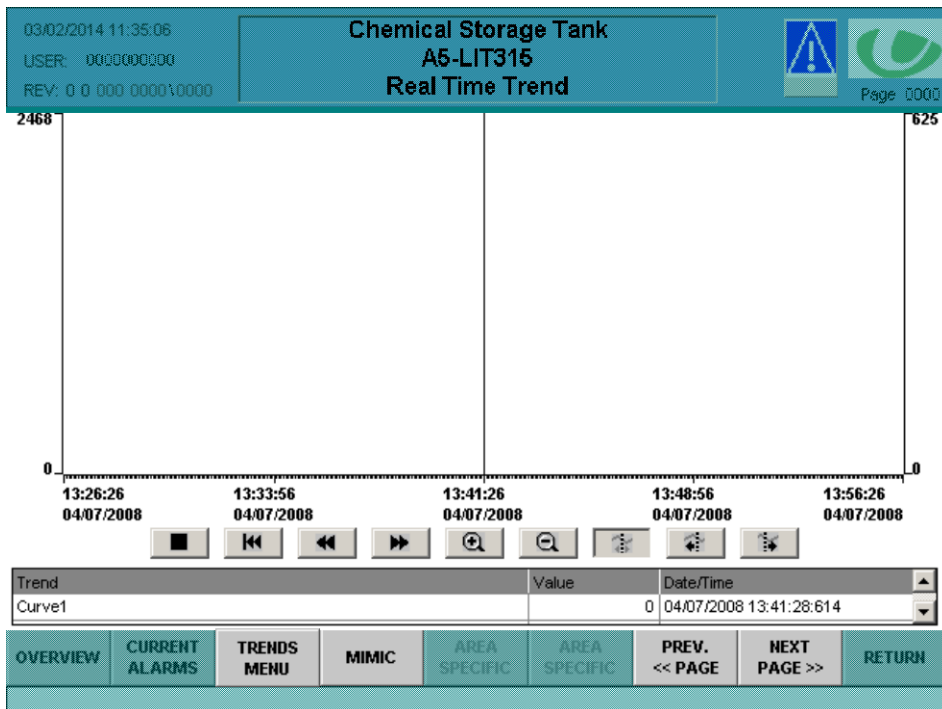 03/02/2014 11:35:06
USER: 0000000000
REV: 0 0 000 0000\0000
Chemical Storage Tank
A5-LIT315
Real Time Trend
Page 0000
2468
625
0
0
13:26:26 13:33:56 13:41:26 13:48:56 13:56:26
04/07/2008 04/07/2008 04/07/2008 04/07/2008 04/07/2008
Trend Value Date/Time
Curve1 0 04/07/2008 13:41:28:614
OVERVIEW
CURRENT
ALARMS
TRENDS
MENU
MIMIC
AREA
SPECIFIC
AREA
SPECIFIC
PREV.
<< PAGE
NEXT
PAGE >>
RETURN